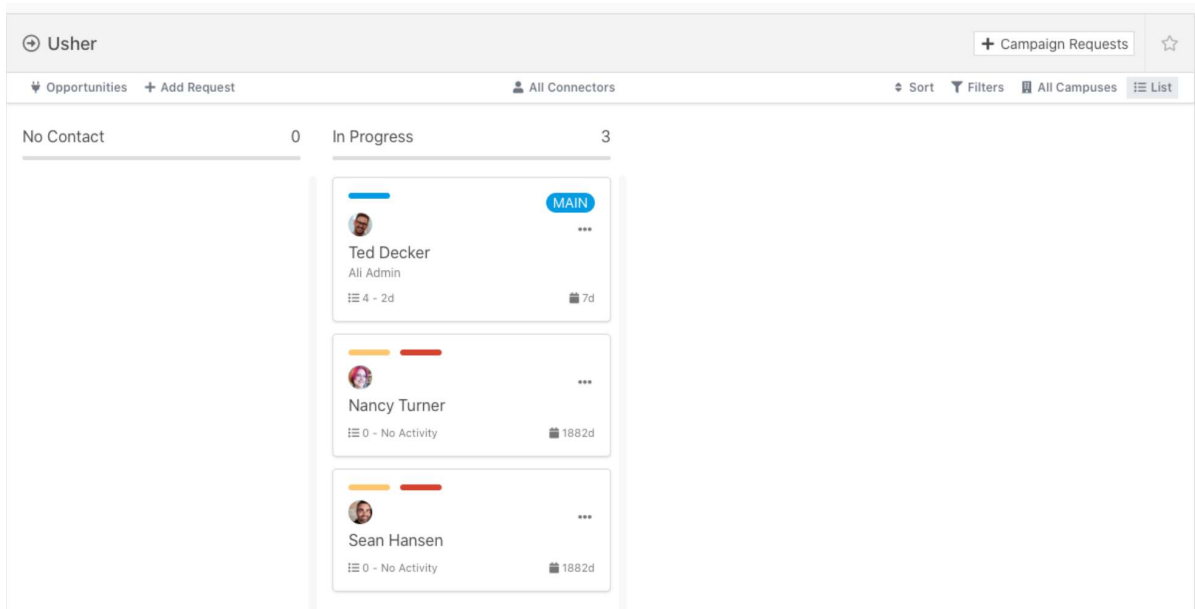 Usher
+ Campaign Requests
Opportunities + Add Request All Connectors Sort Filters All Campuses List
No Contact 0 In Progress 3
MAIN
Ted Decker
Ali Admin
4 - 2d 7d
Nancy Turner
0 - No Activity 1882d
Sean Hansen
0 - No Activity 1882d